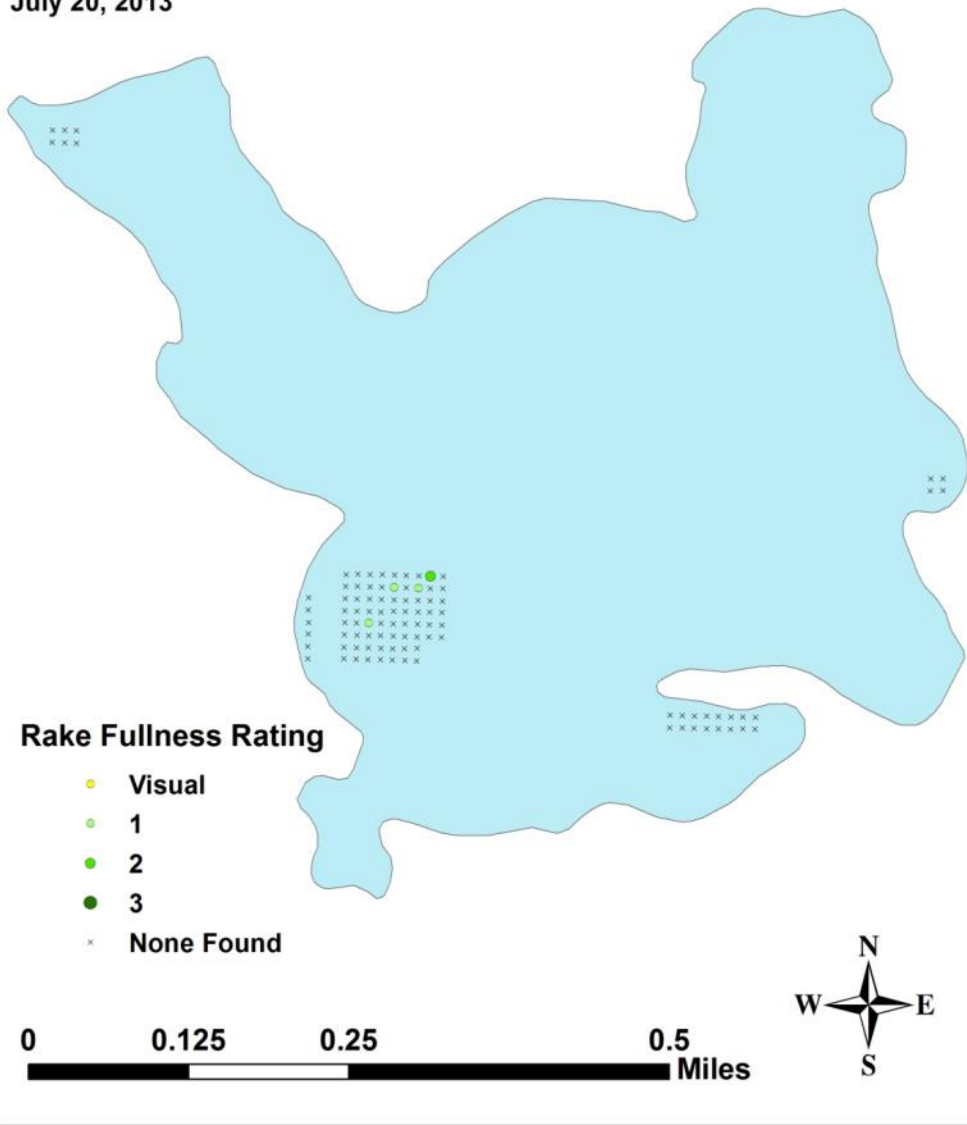 July 20, 2013
Rake Fullness Rating
Visual
1
2
3
None Found
N
W E
S
0 0.125 0.25 0.5
Miles